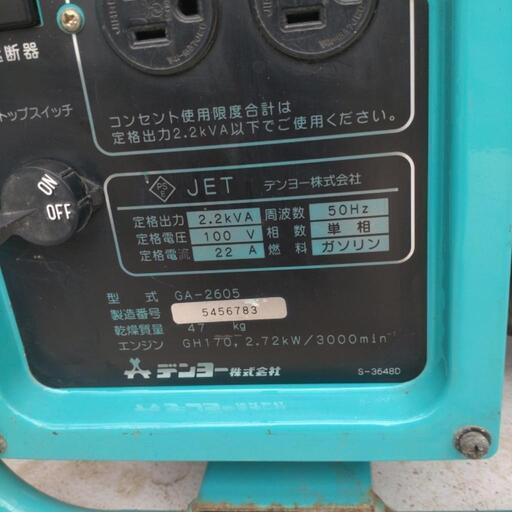 断器
トップスイッチ
ON
OFF
コンセント使用限度合計は
定格出力2.2kVA以下でご使用ください。
PS
E
JET テンヨー株式会社
定格出力 2.2kVA 周波数 50Hz
定格電圧 100 V 相数 単相
定格電流 22 A 燃料 ガソリン
型式 GA-2605
製造番号 5456783
乾燥質量 47 kg
エンジン GH170, 2.72kW/3000min⁻¹
デンヨー株式会社
S-3648D